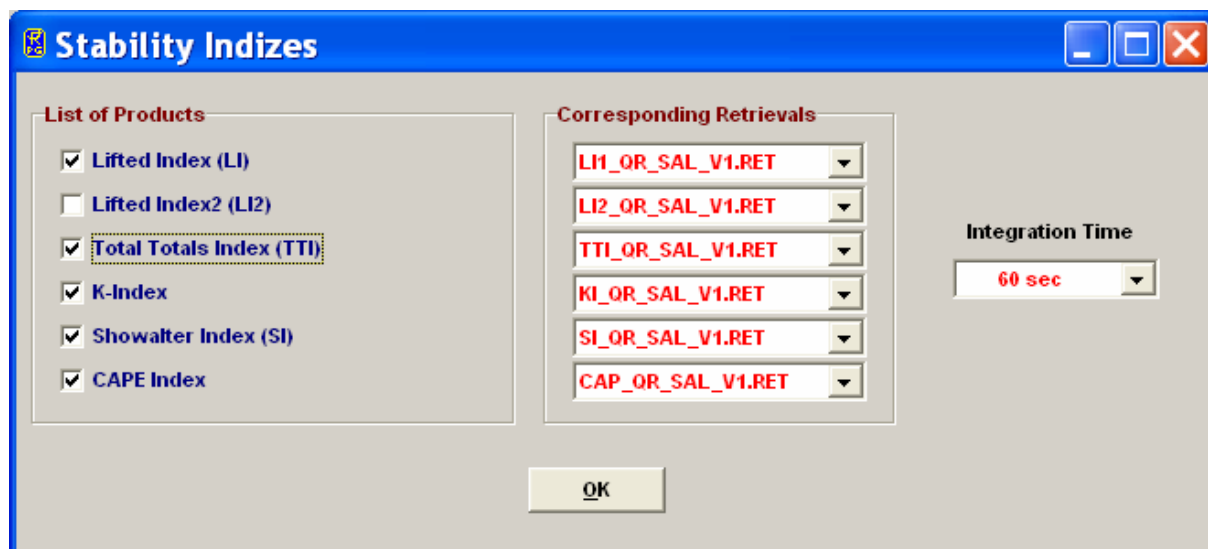 Stability Indizes
List of Products
Lifted Index (LI)
Lifted Index2 (LI2)
Total Totals Index (TTI)
K-Index
Showalter Index (SI)
CAPE Index
Corresponding Retrievals
LI1_QR_SAL_V1.RET
LI2_QR_SAL_V1.RET
TTI_QR_SAL_V1.RET
KI_QR_SAL_V1.RET
SI_QR_SAL_V1.RET
CAP_QR_SAL_V1.RET
Integration Time
60 sec
OK